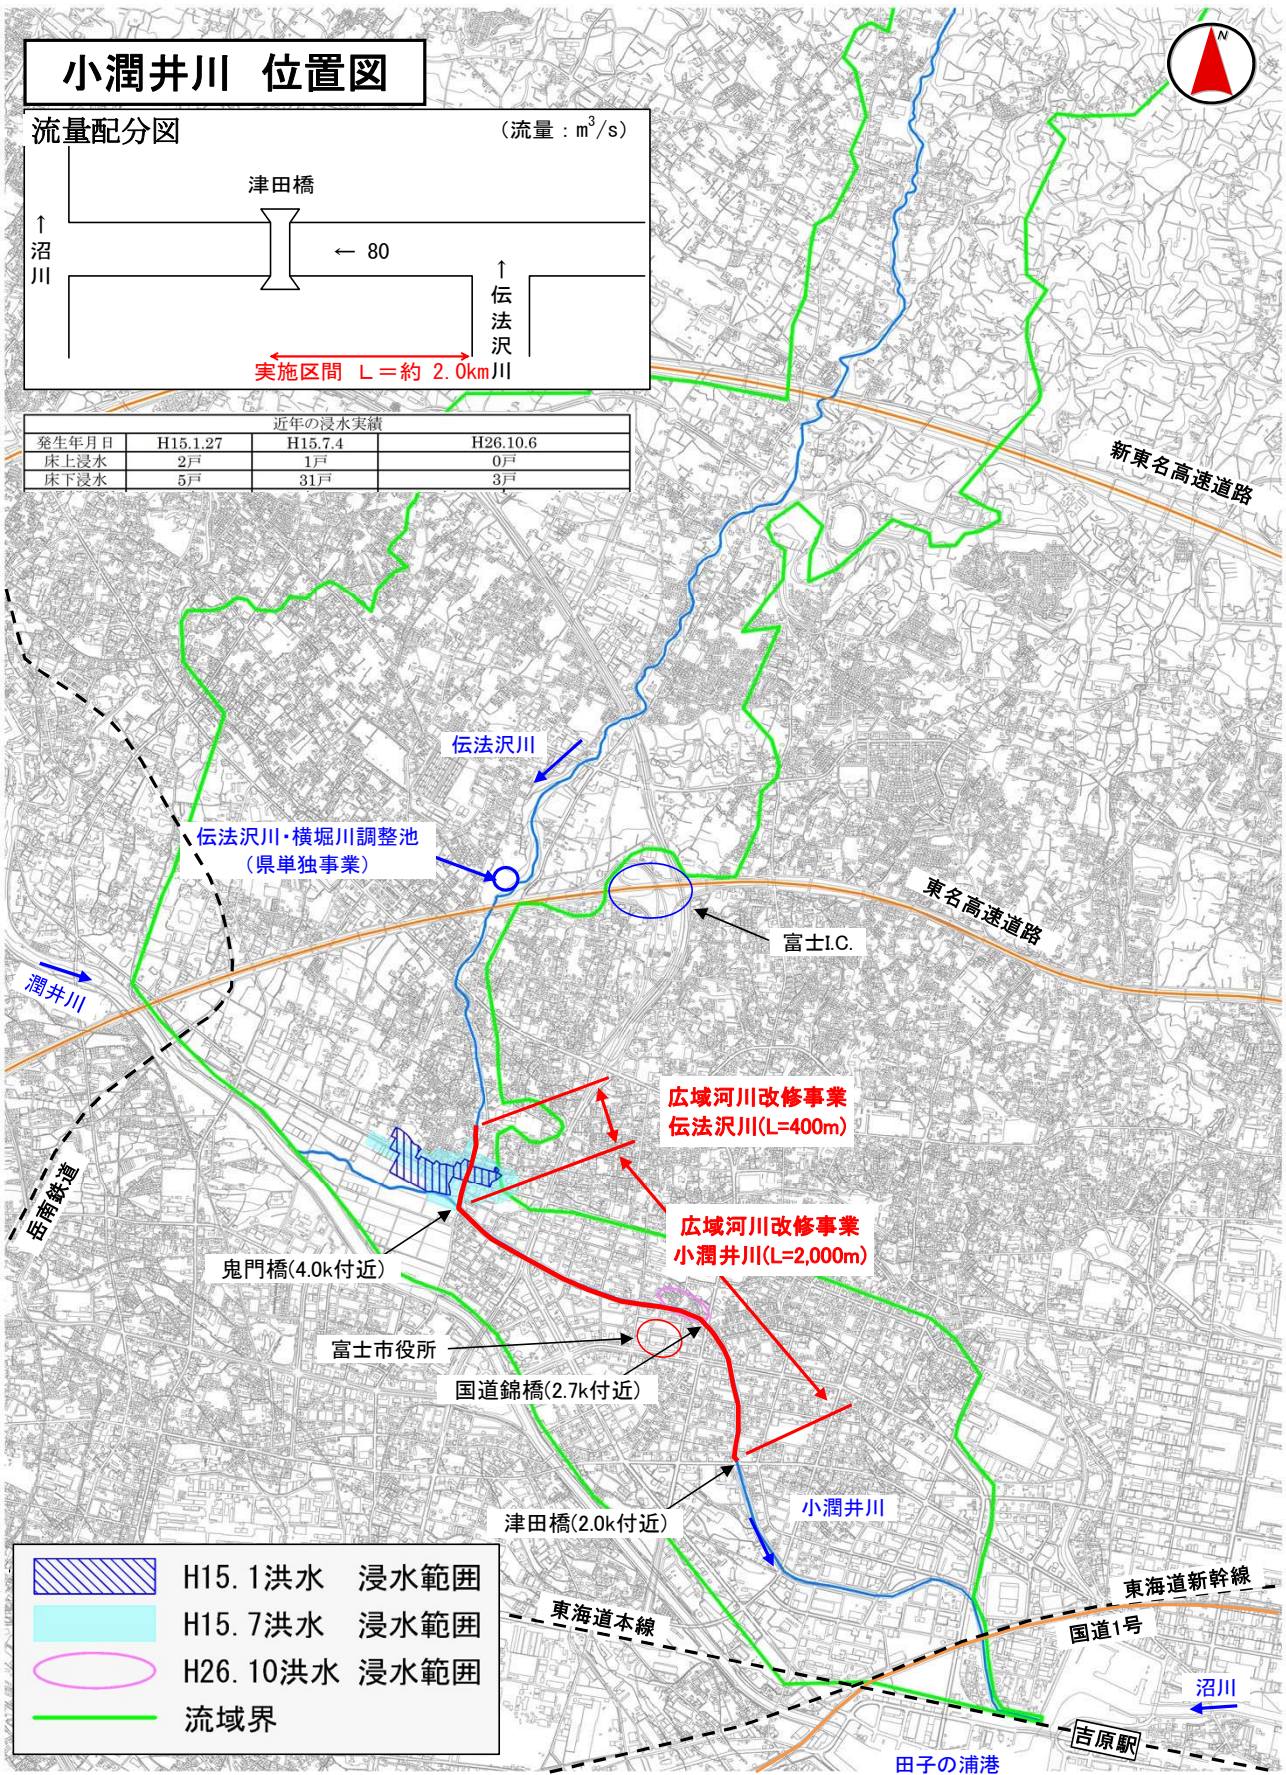 小潤井川 位置図
N
流量配分図
（流量：m³/s）
津田橋
↑沼川
← 80
↑伝法沢川
実施区間 L＝約 2.0km
近年の浸水実績
発生年月日 H15.1.27 H15.7.4 H26.10.6
床上浸水 2戸 1戸 0戸
床下浸水 5戸 31戸 3戸
新東名高速道路
伝法沢川
伝法沢川・横堀川調整池
（県単独事業）
東名高速道路
富士I.C.
潤井川
広域河川改修事業
伝法沢川(L=400m)
岳南鉄道
広域河川改修事業
小潤井川(L=2,000m)
鬼門橋(4.0k付近)
富士市役所
国道錦橋(2.7k付近)
小潤井川
津田橋(2.0k付近)
H15.1洪水 浸水範囲
H15.7洪水 浸水範囲
H26.10洪水 浸水範囲
流域界
東海道新幹線
東海道本線
国道1号
沼川
吉原駅
田子の浦港